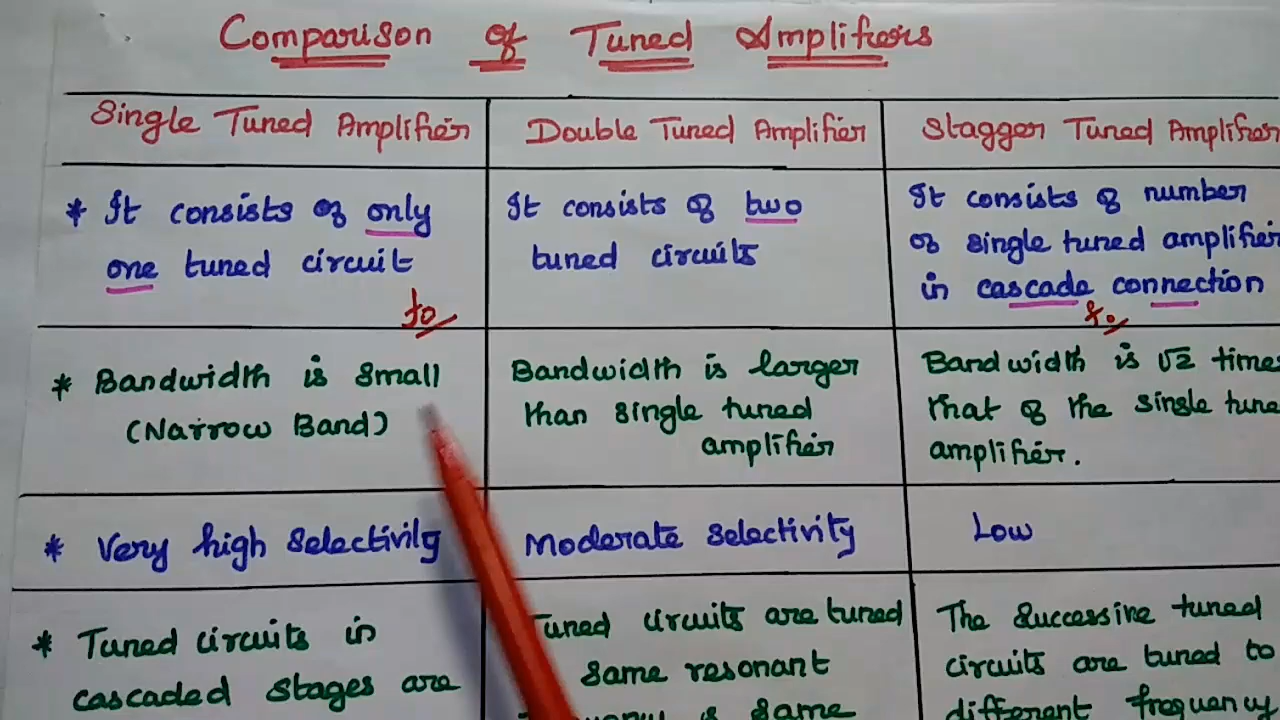 Comparison of Tuned Amplifiers
Single Tuned Amplifier
Double Tuned Amplifier
Stagger Tuned Amplifier
* It consists of only
one tuned circuit
fo
It consists of two
tuned circuits
It consists of number
of single tuned amplifier
in cascade connection
fo
* Bandwidth is small
(Narrow Band)
Bandwidth is larger
than single tuned
amplifier
Bandwidth is √2 times
that of the single tune
amplifier.
* Very high selectivity
Moderate selectivity
Low
* Tuned circuits in
cascaded stages are
Tuned circuits are tuned
same resonant
is same
The successive tuned
circuits are tuned to
different frequency